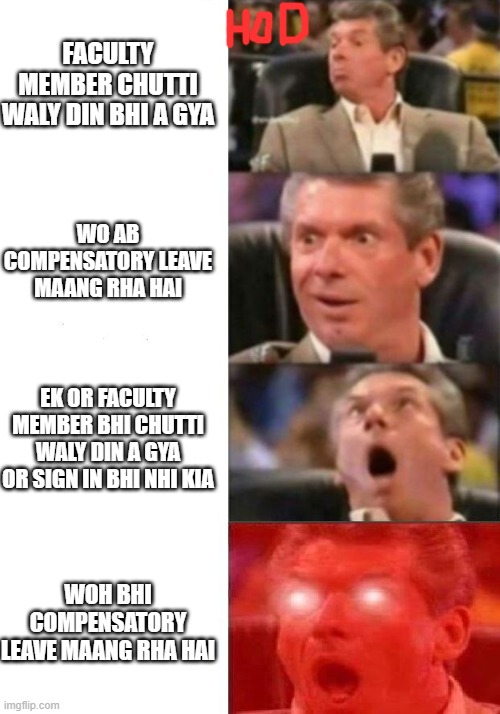 HOD
FACULTY
MEMBER CHUTTI
WALY DIN BHI A GYA
WO AB
COMPENSATORY LEAVE
MAANG RHA HAI
EK OR FACULTY
MEMBER BHI CHUTTI
WALY DIN A GYA
OR SIGN IN BHI NHI KIA
WOH BHI
COMPENSATORY
LEAVE MAANG RHA HAI
imgflip.com